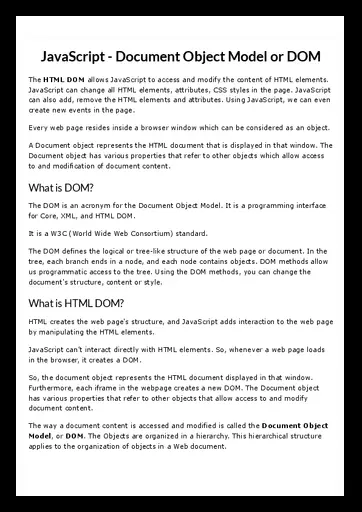 JavaScript - Document Object Model or DOM
The HTML DOM allows JavaScript to access and modify the content of HTML elements.
JavaScript can change all HTML elements, attributes, CSS styles in the page. JavaScript
can also add, remove the HTML elements and attributes. Using JavaScript, we can even
create new events in the page.
Every web page resides inside a browser window which can be considered as an object.
A Document object represents the HTML document that is displayed in that window. The
Document object has various properties that refer to other objects which allow access
to and modification of document content.
What is DOM?
The DOM is an acronym for the Document Object Model. It is a programming interface
for Core, XML, and HTML DOM.
It is a W3C (World Wide Web Consortium) standard.
The DOM defines the logical or tree-like structure of the web page or document. In the
tree, each branch ends in a node, and each node contains objects. DOM methods allow
us programmatic access to the tree. Using the DOM methods, you can change the
document's structure, content or style.
What is HTML DOM?
HTML creates the web page's structure, and JavaScript adds interaction to the web page
by manipulating the HTML elements.
JavaScript can't interact directly with HTML elements. So, whenever a web page loads
in the browser, it creates a DOM.
So, the document object represents the HTML document displayed in that window.
Furthermore, each iframe in the webpage creates a new DOM. The Document object
has various properties that refer to other objects that allow access to and modify
document content.
The way a document content is accessed and modified is called the Document Object
Model, or DOM. The Objects are organized in a hierarchy. This hierarchical structure
applies to the organization of objects in a Web document.